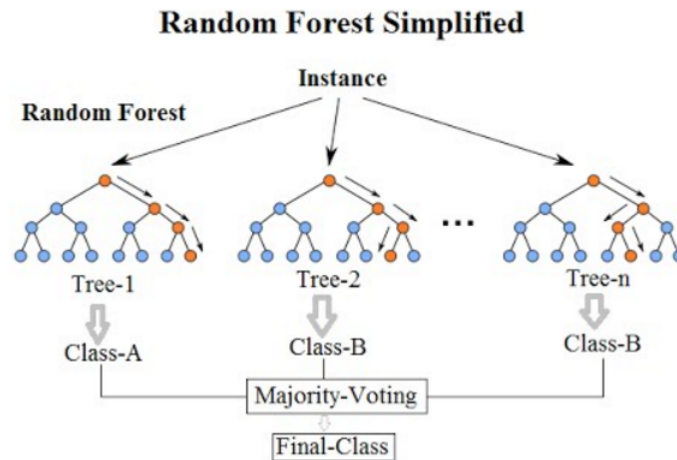 Random Forest Simplified
Instance
Random Forest
...
Tree-1 Tree-2 Tree-n
Class-A Class-B Class-B
Majority-Voting
Final-Class